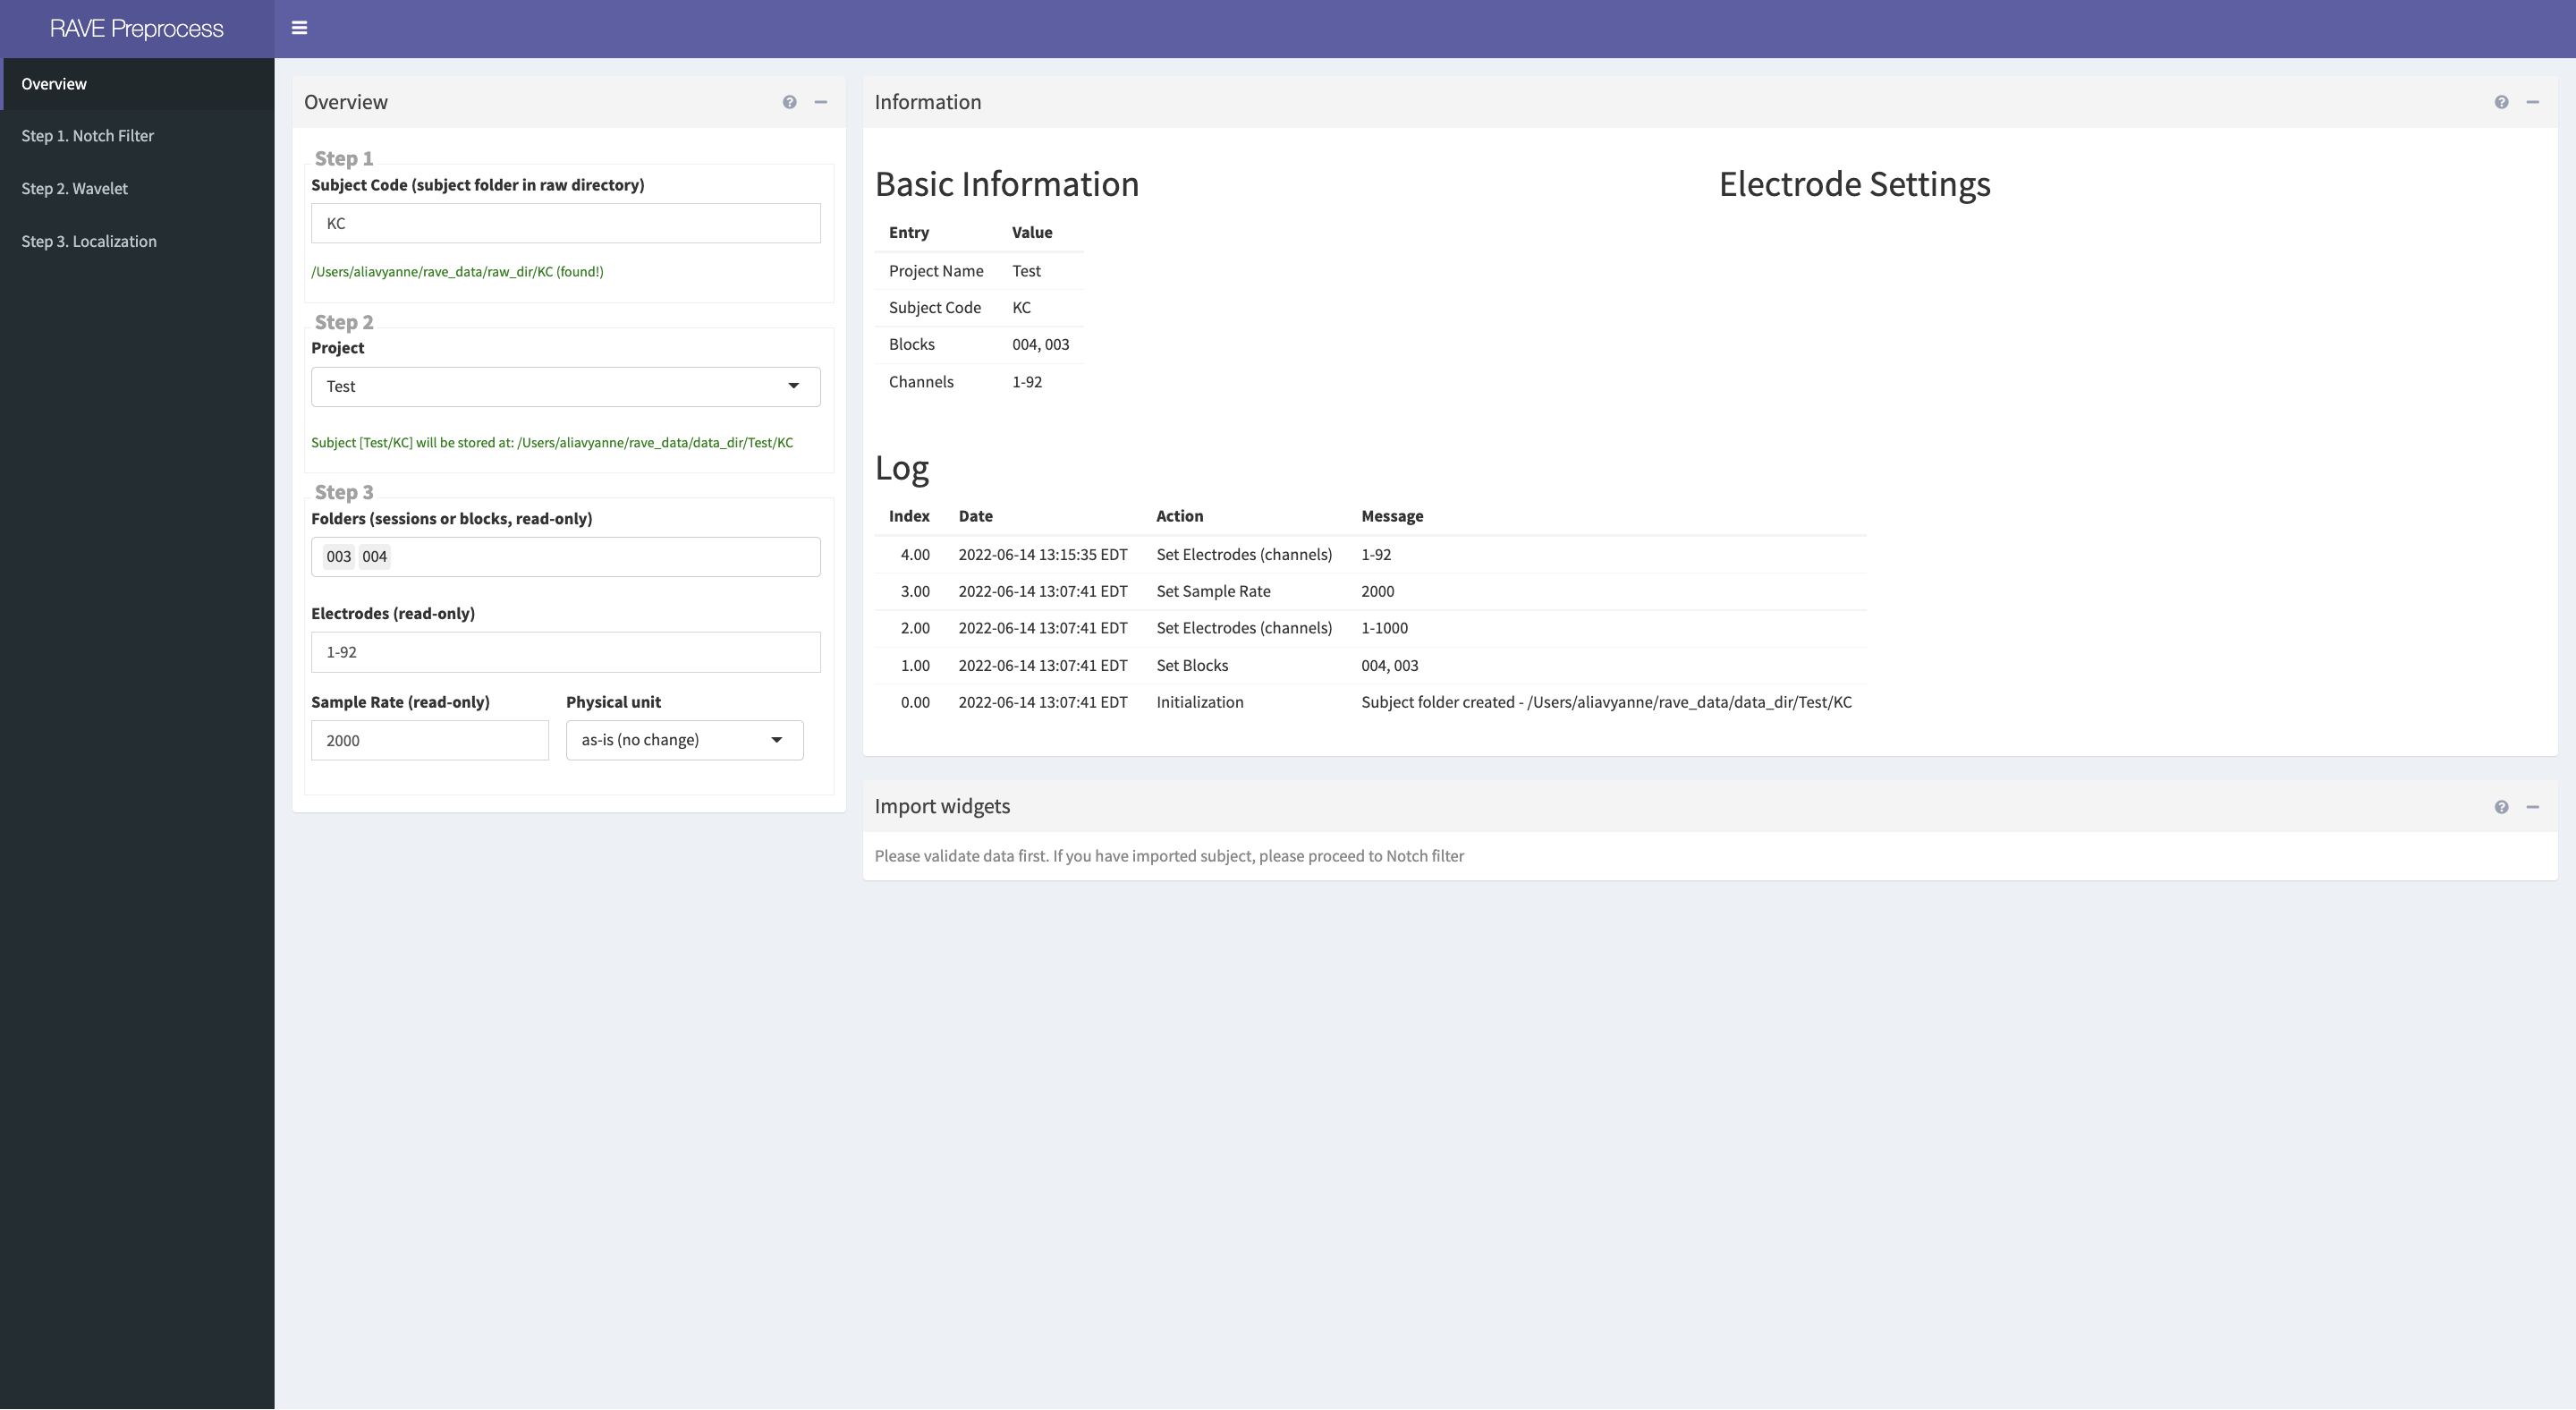 RAVE Preprocess
Overview
Step 1. Notch Filter
Step 2. Wavelet
Step 3. Localization
Overview
Step 1
Subject Code (subject folder in raw directory)
KC
/Users/aliavyanne/rave_data/raw_dir/KC (found!)
Step 2
Project
Test
Subject [Test/KC] will be stored at: /Users/aliavyanne/rave_data/data_dir/Test/KC
Step 3
Folders (sessions or blocks, read-only)
003 004
Electrodes (read-only)
1-92
Sample Rate (read-only) Physical unit
2000 as-is (no change)
Information
Basic Information
Entry Value
Project Name Test
Subject Code KC
Blocks 004, 003
Channels 1-92
Electrode Settings
Log
Index Date Action Message
4.00 2022-06-14 13:15:35 EDT Set Electrodes (channels) 1-92
3.00 2022-06-14 13:07:41 EDT Set Sample Rate 2000
2.00 2022-06-14 13:07:41 EDT Set Electrodes (channels) 1-1000
1.00 2022-06-14 13:07:41 EDT Set Blocks 004, 003
0.00 2022-06-14 13:07:41 EDT Initialization Subject folder created - /Users/aliavyanne/rave_data/data_dir/Test/KC
Import widgets
Please validate data first. If you have imported subject, please proceed to Notch filter